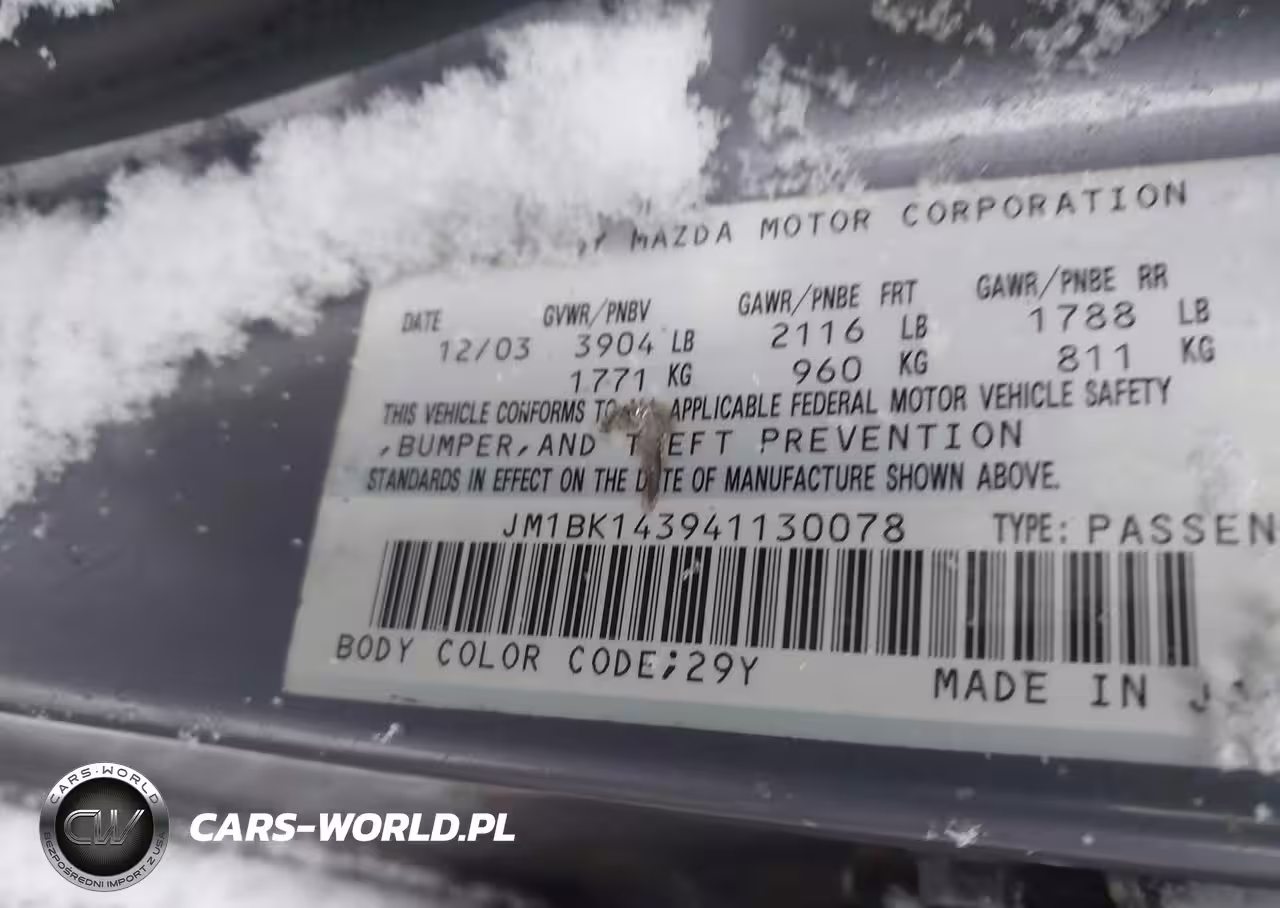 MAZDA MOTOR CORPORATION
DATE GVWR/PNBV GAWR/PNBE FRT GAWR/PNBE RR
12/03 3904 LB 2116 LB 1788 LB
1771 KG 960 KG 811 KG
THIS VEHICLE CONFORMS TO APPLICABLE FEDERAL MOTOR VEHICLE SAFETY
, BUMPER, AND THEFT PREVENTION
STANDARDS IN EFFECT ON THE DATE OF MANUFACTURE SHOWN ABOVE.
JM1BK143941130078 TYPE: PASSEN
BODY COLOR CODE;29Y
MADE IN
CARS-WORLD
CW
BEZPOŚREDNI IMPORT Z USA
CARS-WORLD.PL